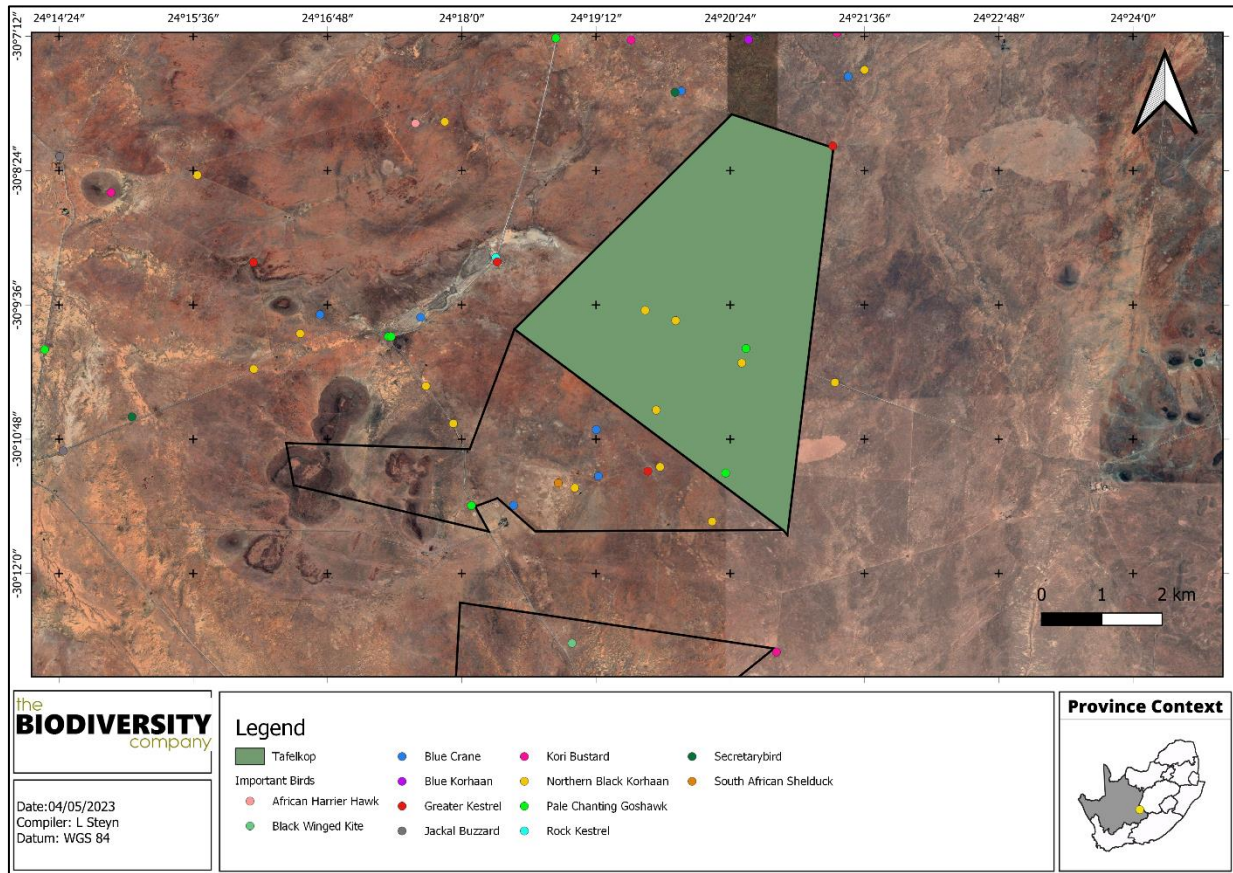 24°14'24" 24°15'36" 24°16'48" 24°18'0" 24°19'12" 24°20'24" 24°21'36" 24°22'48" 24°24'0"
-30°7'12"
-30°8'24"
-30°9'36"
-30°10'48"
-30°12'0"
0 1 2 km
the
BIODIVERSITY
company
Date:04/05/2023
Compiler: L Steyn
Datum: WGS 84
Legend
Tafelkop
Important Birds
African Harrier Hawk
Black Winged Kite
Blue Crane
Blue Korhaan
Greater Kestrel
Jackal Buzzard
Kori Bustard
Northern Black Korhaan
Pale Chanting Goshawk
Rock Kestrel
Secretarybird
South African Shelduck
Province Context